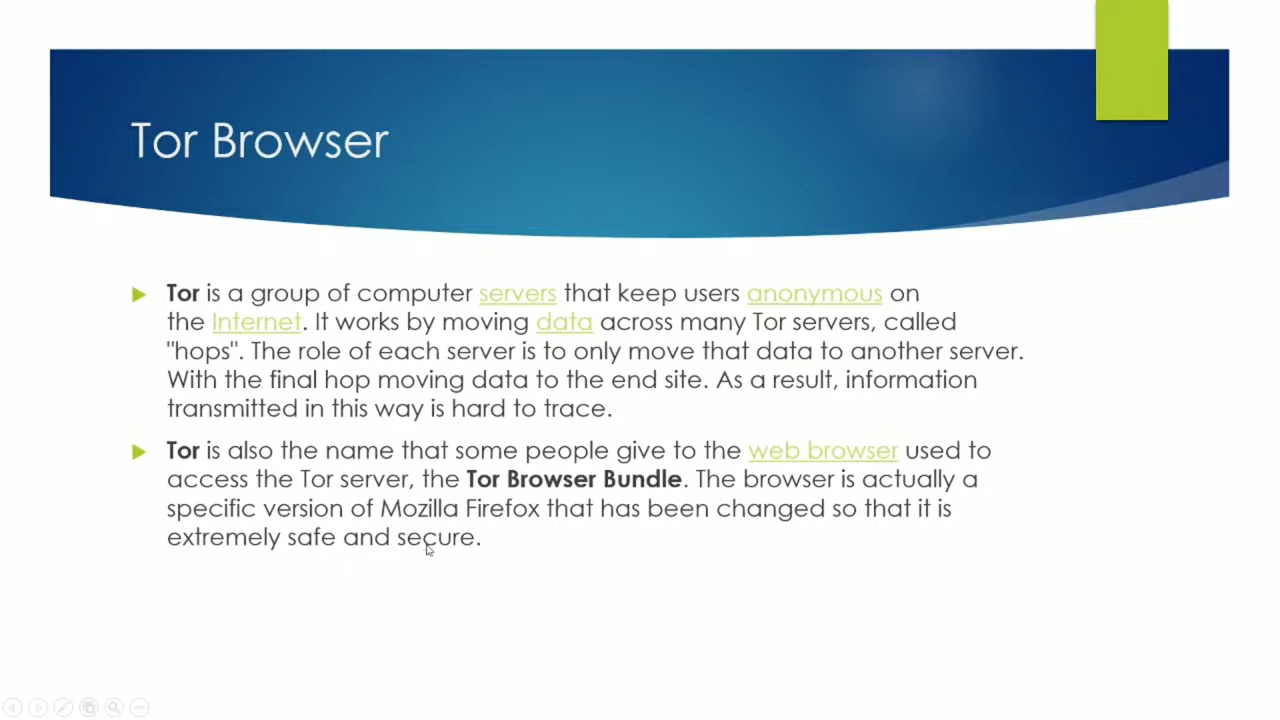 Tor Browser
Tor is a group of computer servers that keep users anonymous on
the Internet. It works by moving data across many Tor servers, called
"hops". The role of each server is to only move that data to another server.
With the final hop moving data to the end site. As a result, information
transmitted in this way is hard to trace.
Tor is also the name that some people give to the web browser used to
access the Tor server, the Tor Browser Bundle. The browser is actually a
specific version of Mozilla Firefox that has been changed so that it is
extremely safe and secure.